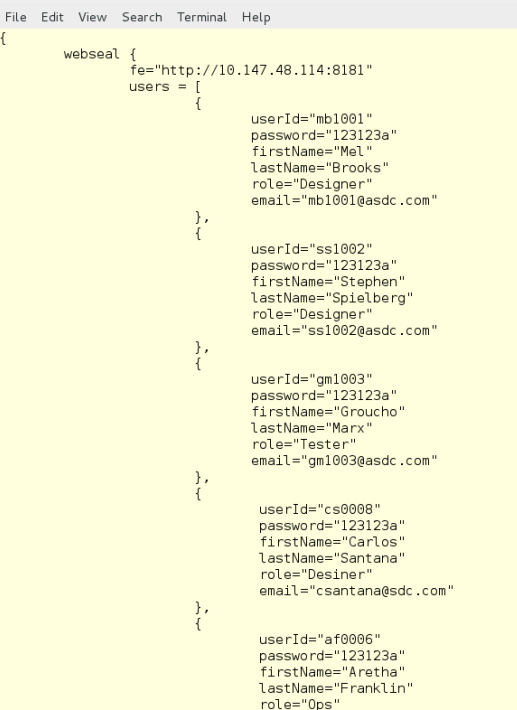 File Edit View Search Terminal Help
{
webseal {
fe="http://10.147.48.114:8181"
users = [
{
userId="mb1001"
password="123123a"
firstName="Mel"
lastName="Brooks"
role="Designer"
email="mb1001@asdc.com"
},
{
userId="ss1002"
password="123123a"
firstName="Stephen"
lastName="Spielberg"
role="Designer"
email="ss1002@asdc.com"
},
{
userId="gm1003"
password="123123a"
firstName="Groucho"
lastName="Marx"
role="Tester"
email="gm1003@asdc.com"
},
{
userId="cs0008"
password="123123a"
firstName="Carlos"
lastName="Santana"
role="Desiner"
email="csantana@sdc.com"
},
{
userId="af0006"
password="123123a"
firstName="Aretha"
lastName="Franklin"
role="Ops"